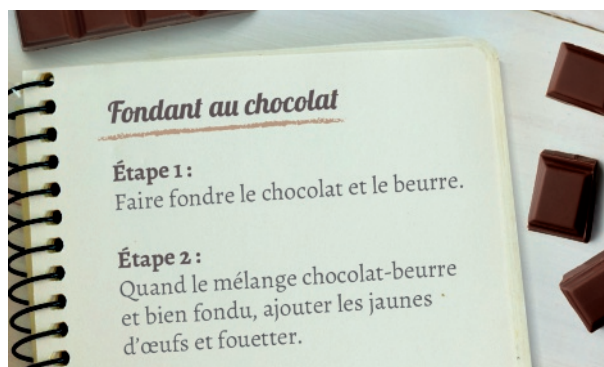 Fondant au chocolat
Étape 1 :
Faire fondre le chocolat et le beurre.
Étape 2 :
Quand le mélange chocolat-beurre
et bien fondu, ajouter les jaunes
d'œufs et fouetter.